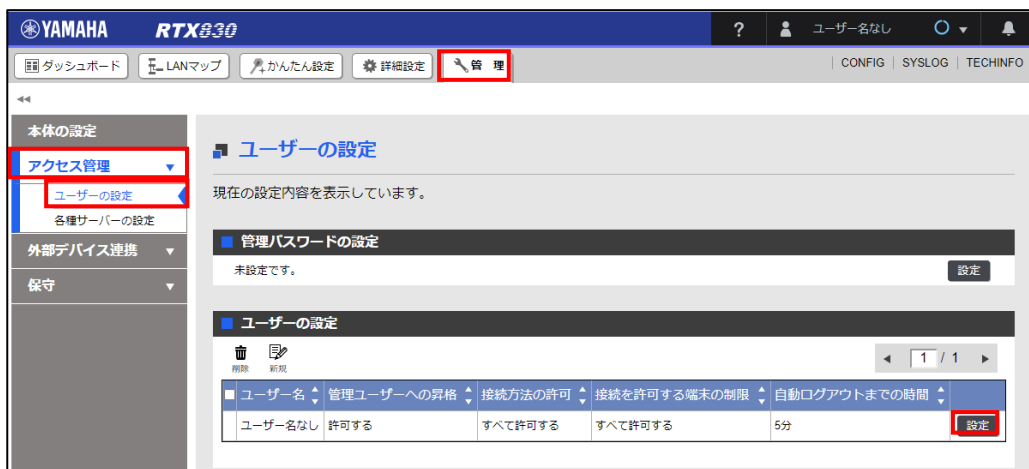 YAMAHA RTX830 ? ユーザー名なし
ダッシュボード LANマップ かんたん設定 詳細設定 管 理 CONFIG SYSLOG TECHINFO
本体の設定
アクセス管理
ユーザーの設定
各種サーバーの設定
外部デバイス連携
保守
ユーザーの設定
現在の設定内容を表示しています。
管理パスワードの設定
未設定です。 設定
ユーザーの設定
削除 新規 1 / 1
ユーザー名 管理ユーザーへの昇格 接続方法の許可 接続を許可する端末の制限 自動ログアウトまでの時間
ユーザー名なし 許可する すべて許可する すべて許可する 5分 設定